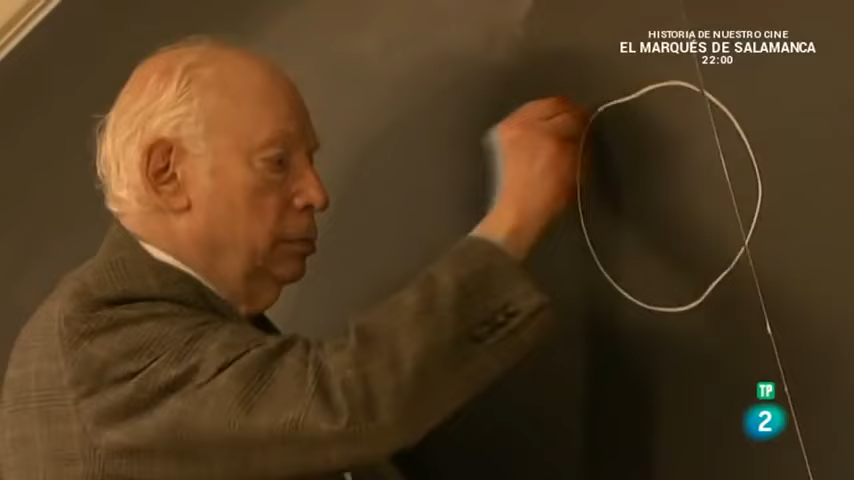 HISTORIA DE NUESTRO CINE
EL MARQUÉS DE SALAMANCA
22:00
TP
2